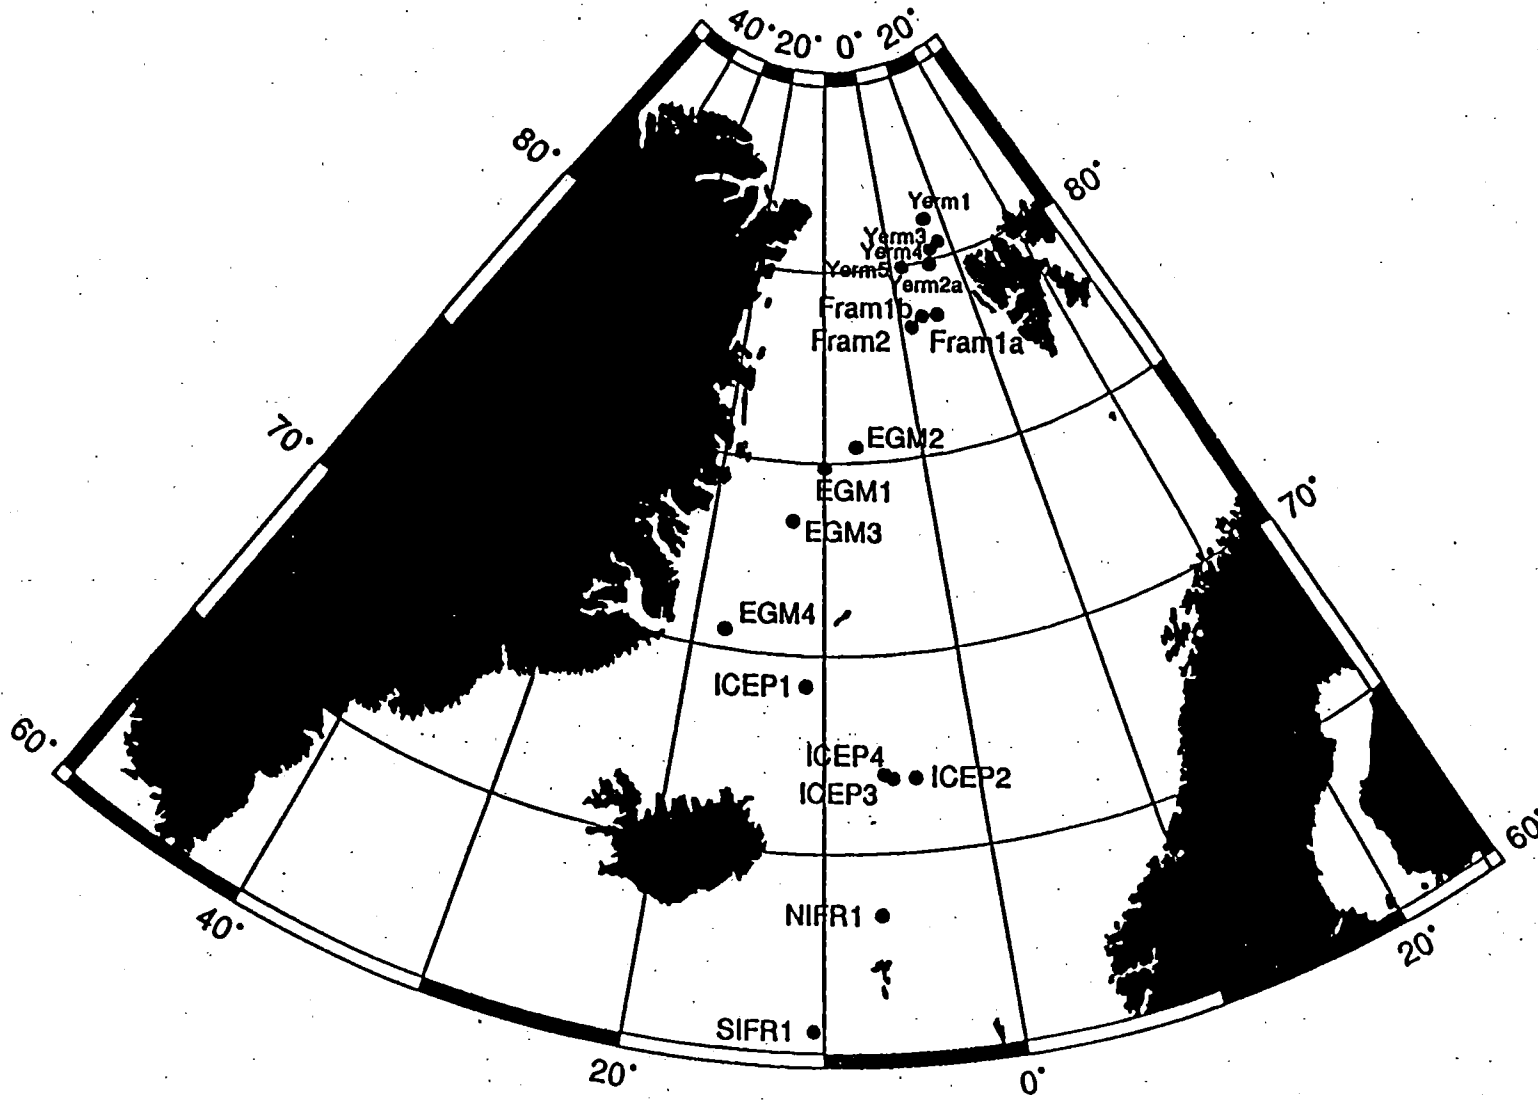 40° 20° 0° 20°
80°
80°
Yerm1
Yerm3
Yerm4
Yerm5
Yerm2a
Fram1b
Fram2 Fram1a
70°
EGM2
EGM1
70°
EGM3
EGM4
ICEP1
60°
ICEP4
ICEP2
ICEP3
60°
NIFR1
40°
20°
SIFR1
20°
0°